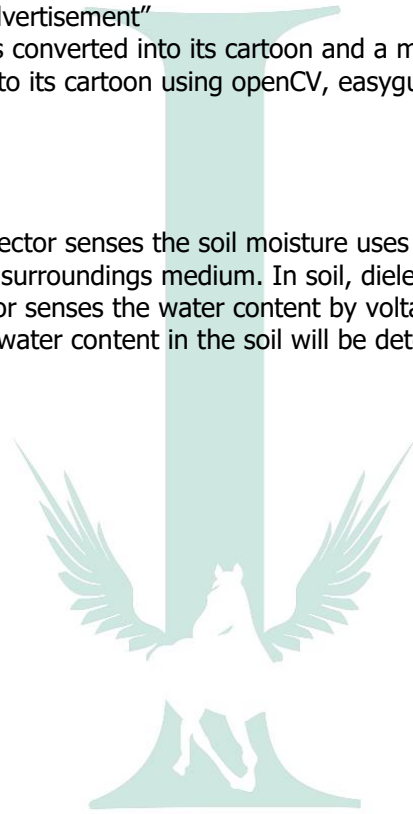 vertisement”
s converted into its cartoon and a m
to its cartoon using openCV, easygu
ector senses the soil moisture uses
surroundings medium. In soil, diele
or senses the water content by volta
water content in the soil will be det